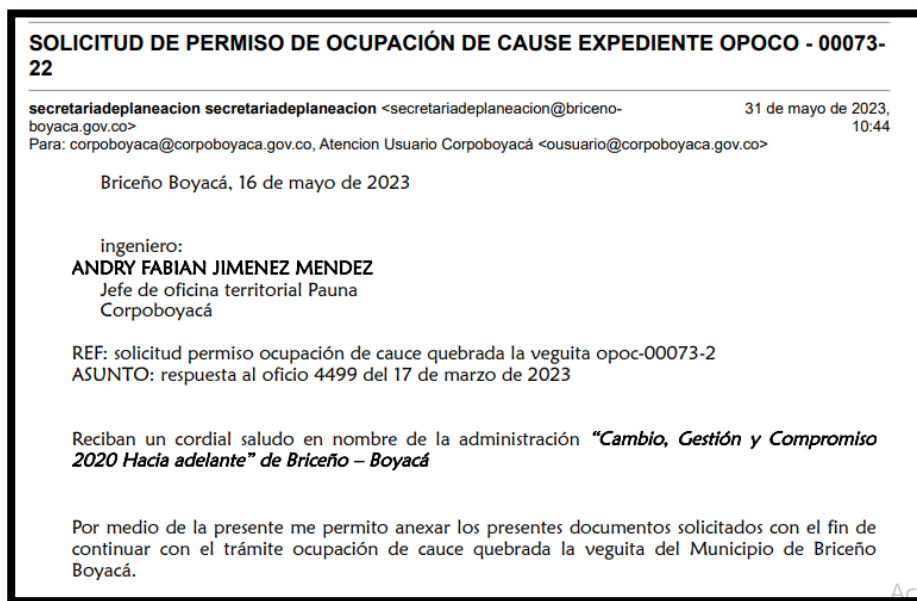 SOLICITUD DE PERMISO DE OCUPACIÓN DE CAUSE EXPEDIENTE OPOCO - 00073-
22
secretariadeplaneacion secretariadeplaneacion <secretariadeplaneacion@briceno-
boyaca.gov.co>
31 de mayo de 2023,
10:44
Para: corpoboyaca@corpoboyaca.gov.co, Atencion Usuario Corpoboyacá <ousuario@corpoboyaca.gov.co>
Briceño Boyacá, 16 de mayo de 2023
ingeniero:
ANDRY FABIAN JIMENEZ MENDEZ
Jefe de oficina territorial Pauna
Corpoboyacá
REF: solicitud permiso ocupación de cauce quebrada la veguita opoc-00073-2
ASUNTO: respuesta al oficio 4499 del 17 de marzo de 2023
Reciban un cordial saludo en nombre de la administración "Cambio, Gestión y Compromiso
2020 Hacia adelante" de Briceño – Boyacá
Por medio de la presente me permito anexar los presentes documentos solicitados con el fin de
continuar con el trámite ocupación de cauce quebrada la veguita del Municipio de Briceño
Boyacá.